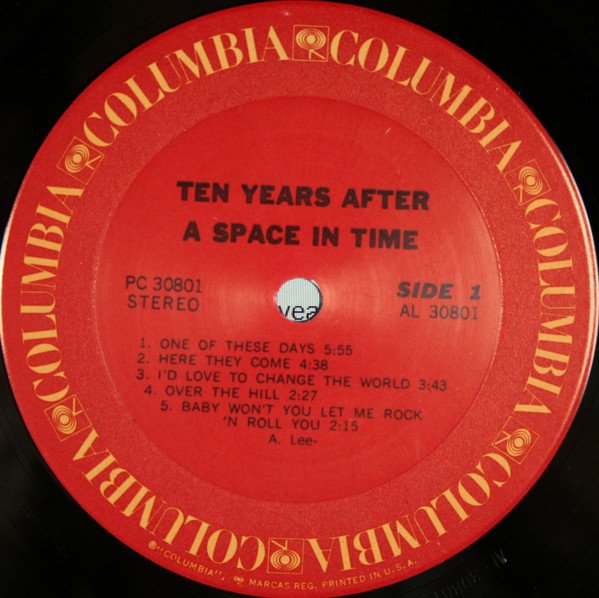 COLUMBIA COLUMBIA COLUMBIA COLUMBIA COLUMBIA COLUMBIA COLUMBIA
TEN YEARS AFTER
A SPACE IN TIME
PC 30801
STEREO
SIDE 1
AL 30801
1. ONE OF THESE DAYS 5:55
2. HERE THEY COME 4:38
3. I'D LOVE TO CHANGE THE WORLD 3:43
4. OVER THE HILL 2:27
5. BABY WON'T YOU LET ME ROCK
'N ROLL YOU 2:15
A. Lee-
℗"COLUMBIA", MARCAS REG. PRINTED IN U.S.A.